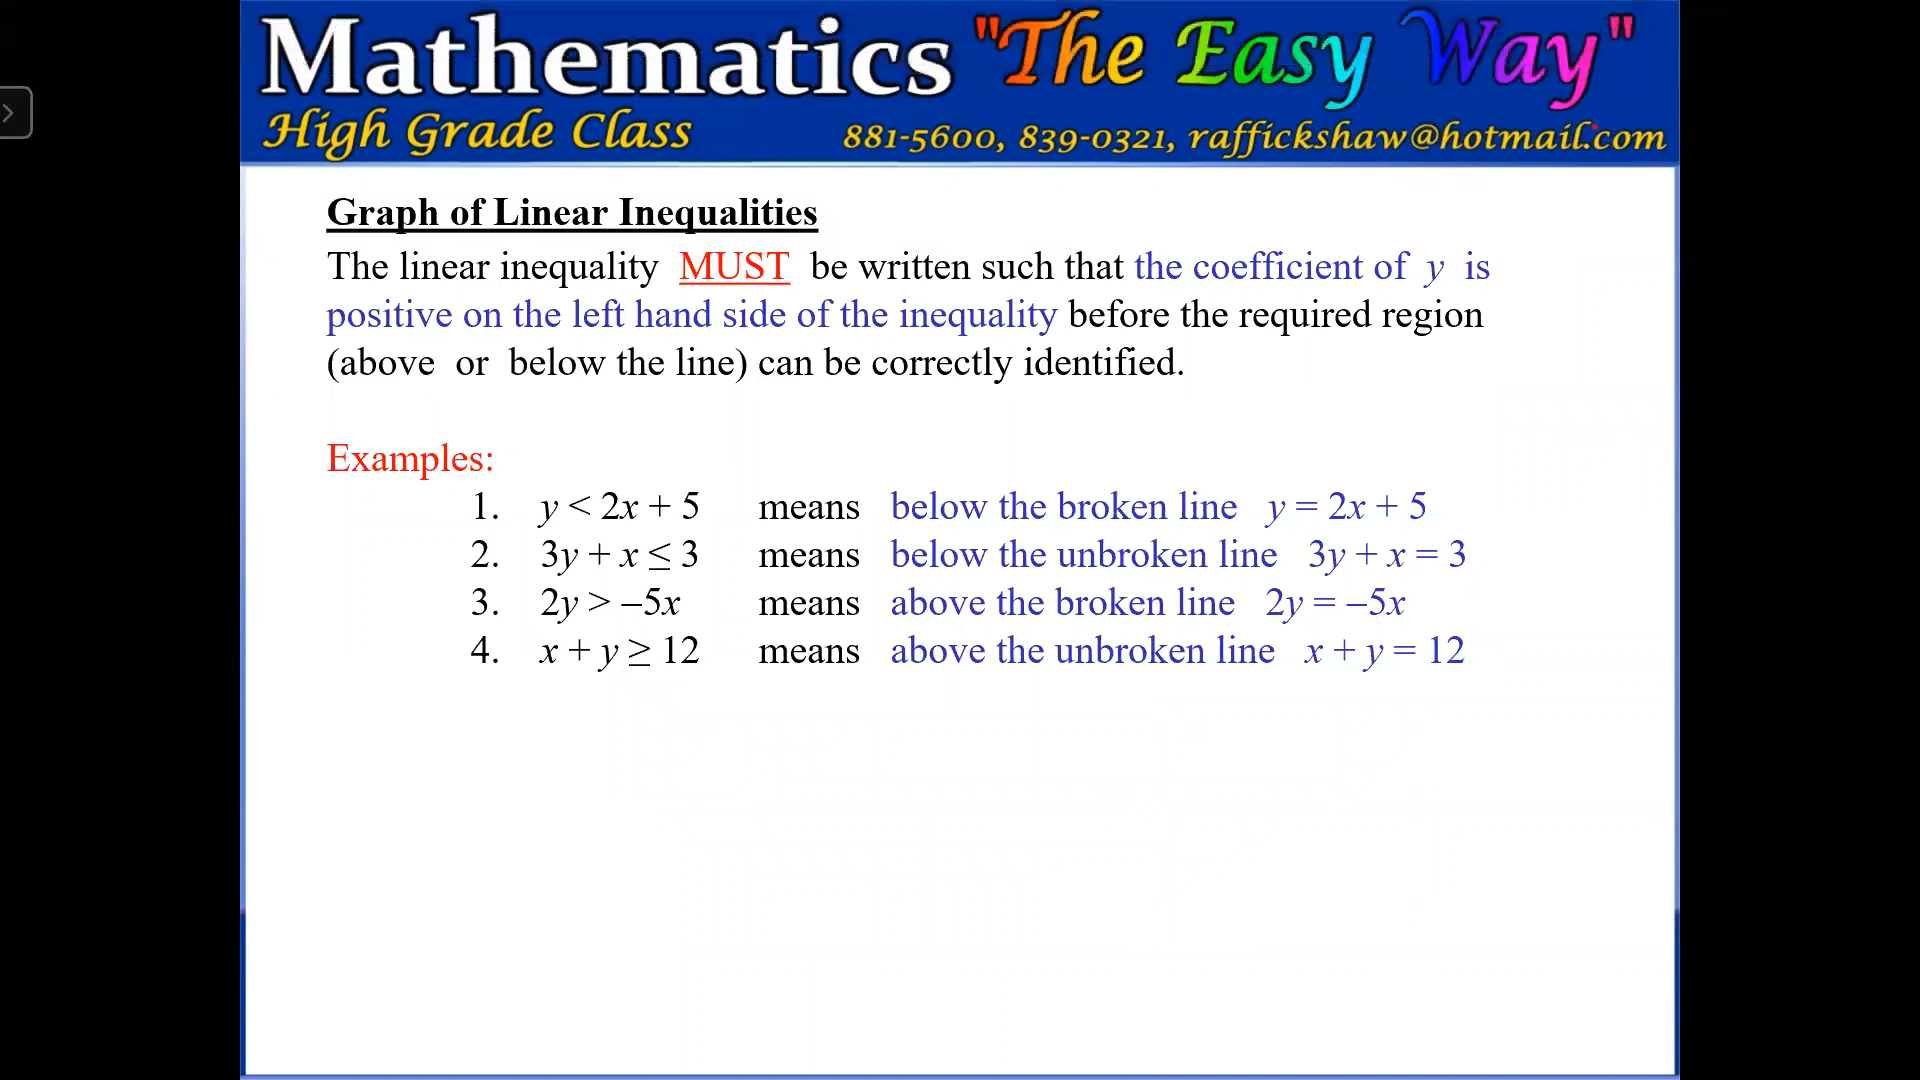 Mathematics "The Easy Way"
High Grade Class 881-5600, 839-0321, raffickshaw@hotmail.com
Graph of Linear Inequalities
The linear inequality MUST be written such that the coefficient of y is
positive on the left hand side of the inequality before the required region
(above or below the line) can be correctly identified.
Examples:
1. y < 2x + 5 means below the broken line y = 2x + 5
2. 3y + x ≤ 3 means below the unbroken line 3y + x = 3
3. 2y > –5x means above the broken line 2y = –5x
4. x + y ≥ 12 means above the unbroken line x + y = 12